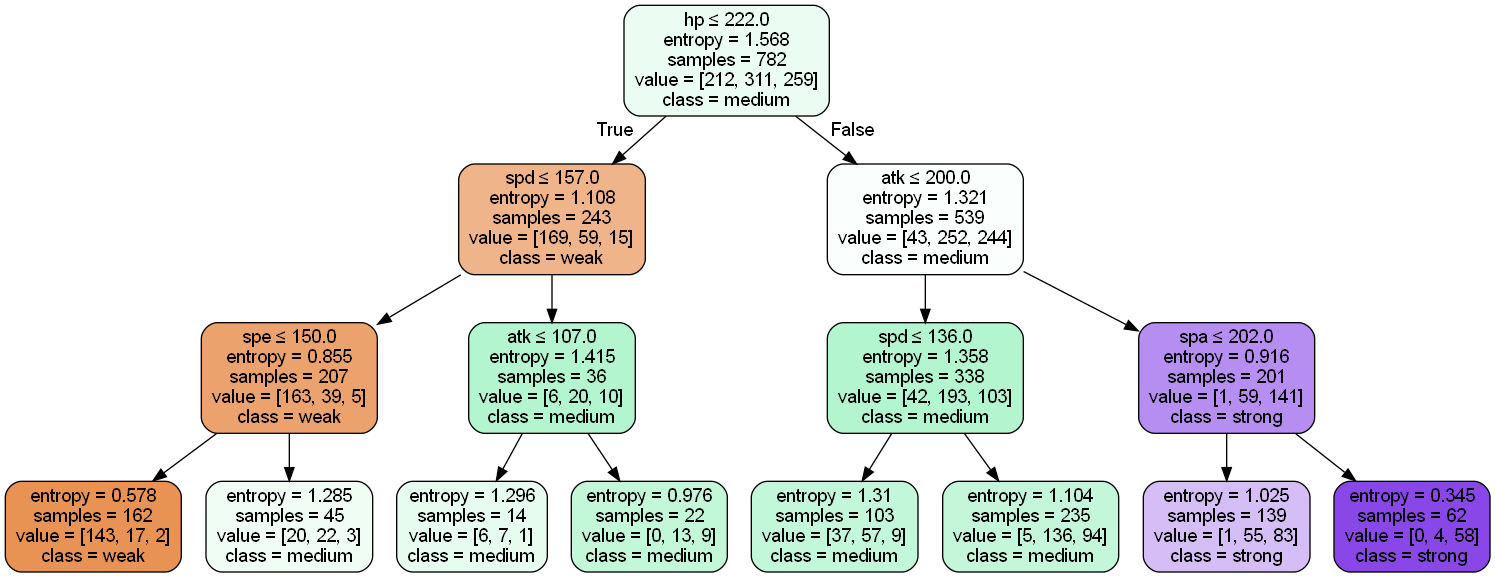 hp ≤ 222.0
entropy = 1.568
samples = 782
value = [212, 311, 259]
class = medium
True
False
spd ≤ 157.0
entropy = 1.108
samples = 243
value = [169, 59, 15]
class = weak
atk ≤ 200.0
entropy = 1.321
samples = 539
value = [43, 252, 244]
class = medium
spe ≤ 150.0
entropy = 0.855
samples = 207
value = [163, 39, 5]
class = weak
atk ≤ 107.0
entropy = 1.415
samples = 36
value = [6, 20, 10]
class = medium
spd ≤ 136.0
entropy = 1.358
samples = 338
value = [42, 193, 103]
class = medium
spa ≤ 202.0
entropy = 0.916
samples = 201
value = [1, 59, 141]
class = strong
entropy = 0.578
samples = 162
value = [143, 17, 2]
class = weak
entropy = 1.285
samples = 45
value = [20, 22, 3]
class = medium
entropy = 1.296
samples = 14
value = [6, 7, 1]
class = medium
entropy = 0.976
samples = 22
value = [0, 13, 9]
class = medium
entropy = 1.31
samples = 103
value = [37, 57, 9]
class = medium
entropy = 1.104
samples = 235
value = [5, 136, 94]
class = medium
entropy = 1.025
samples = 139
value = [1, 55, 83]
class = strong
entropy = 0.345
samples = 62
value = [0, 4, 58]
class = strong